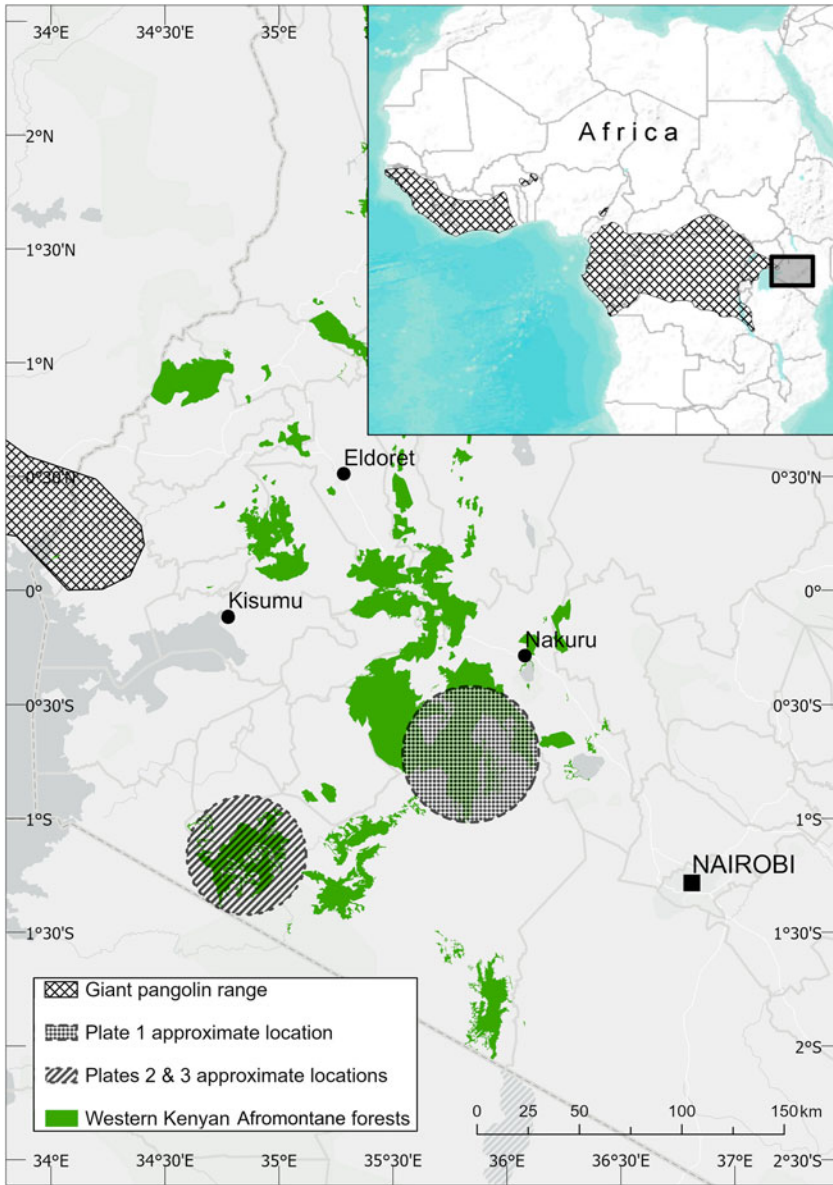 34°E
34°30'E
35°E
Africa
2°N
1°30'N
1°N
0°30'N
0°30'N
Eldoret
0°
0°
Kisumu
Nakuru
0°30'S
0°30'S
1°S
1°S
NAIROBI
1°30'S
1°30'S
Giant pangolin range
Plate 1 approximate location
Plates 2 & 3 approximate locations
Western Kenyan Afromontane forests
2°S
0 25 50 100 150 km
34°E 34°30'E 35°E 35°30'E 36°E 36°30'E 37°E 2°30'S